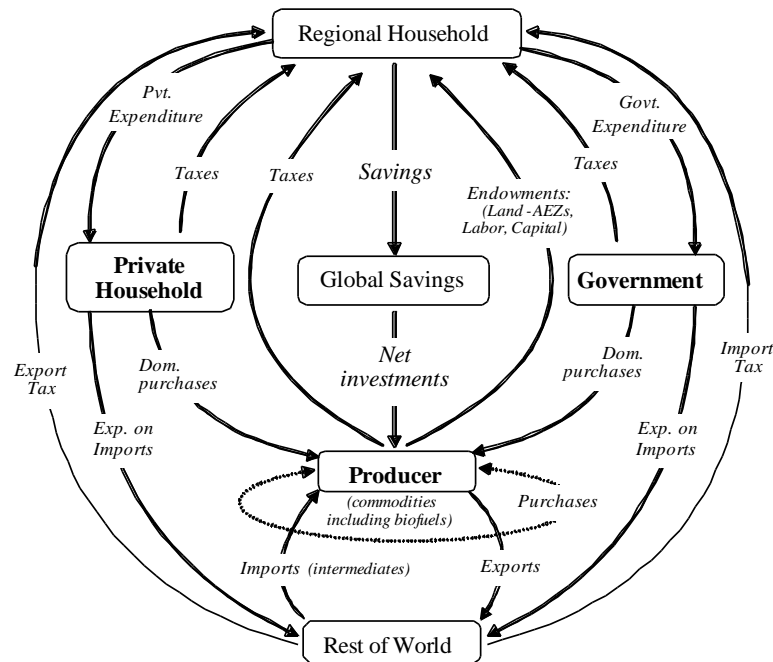 Regional Household
Pvt.
Expenditure
Govt.
Expenditure
Taxes
Taxes
Savings
Taxes
Endowments:
(Land -AEZs,
Labor, Capital)
Private
Household
Global Savings
Government
Export
Tax
Dom.
purchases
Net
investments
Dom.
purchases
Import
Tax
Exp. on
Imports
Exp. on
Imports
Producer
(commodities
including biofuels)
Purchases
Imports (intermediates)
Exports
Rest of World